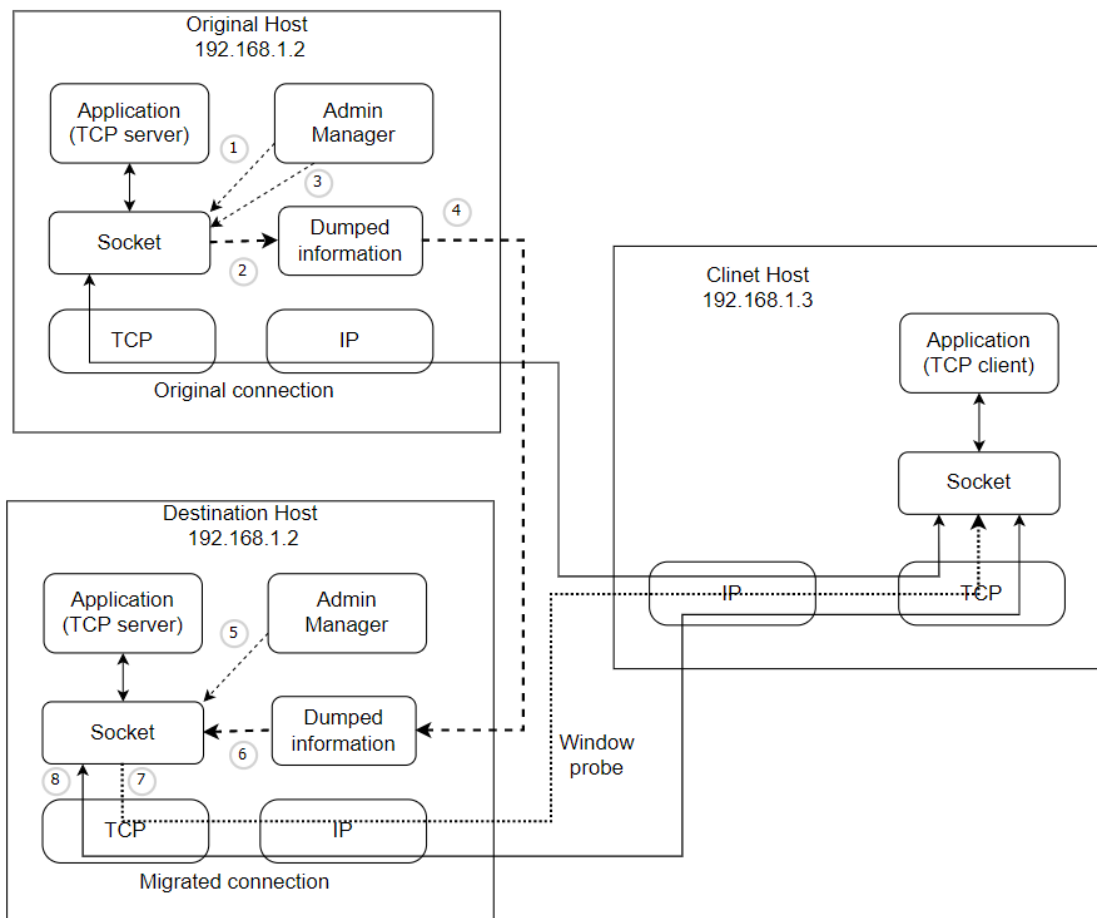 Original Host
192.168.1.2
Application
(TCP server)
Admin
Manager
1
3
4
Socket
Dumped
information
2
TCP
IP
Original connection
Clinet Host
192.168.1.3
Application
(TCP client)
Socket
IP
TCP
Destination Host
192.168.1.2
Application
(TCP server)
Admin
Manager
5
Socket
Dumped
information
6
Window
probe
8
7
TCP
IP
Migrated connection